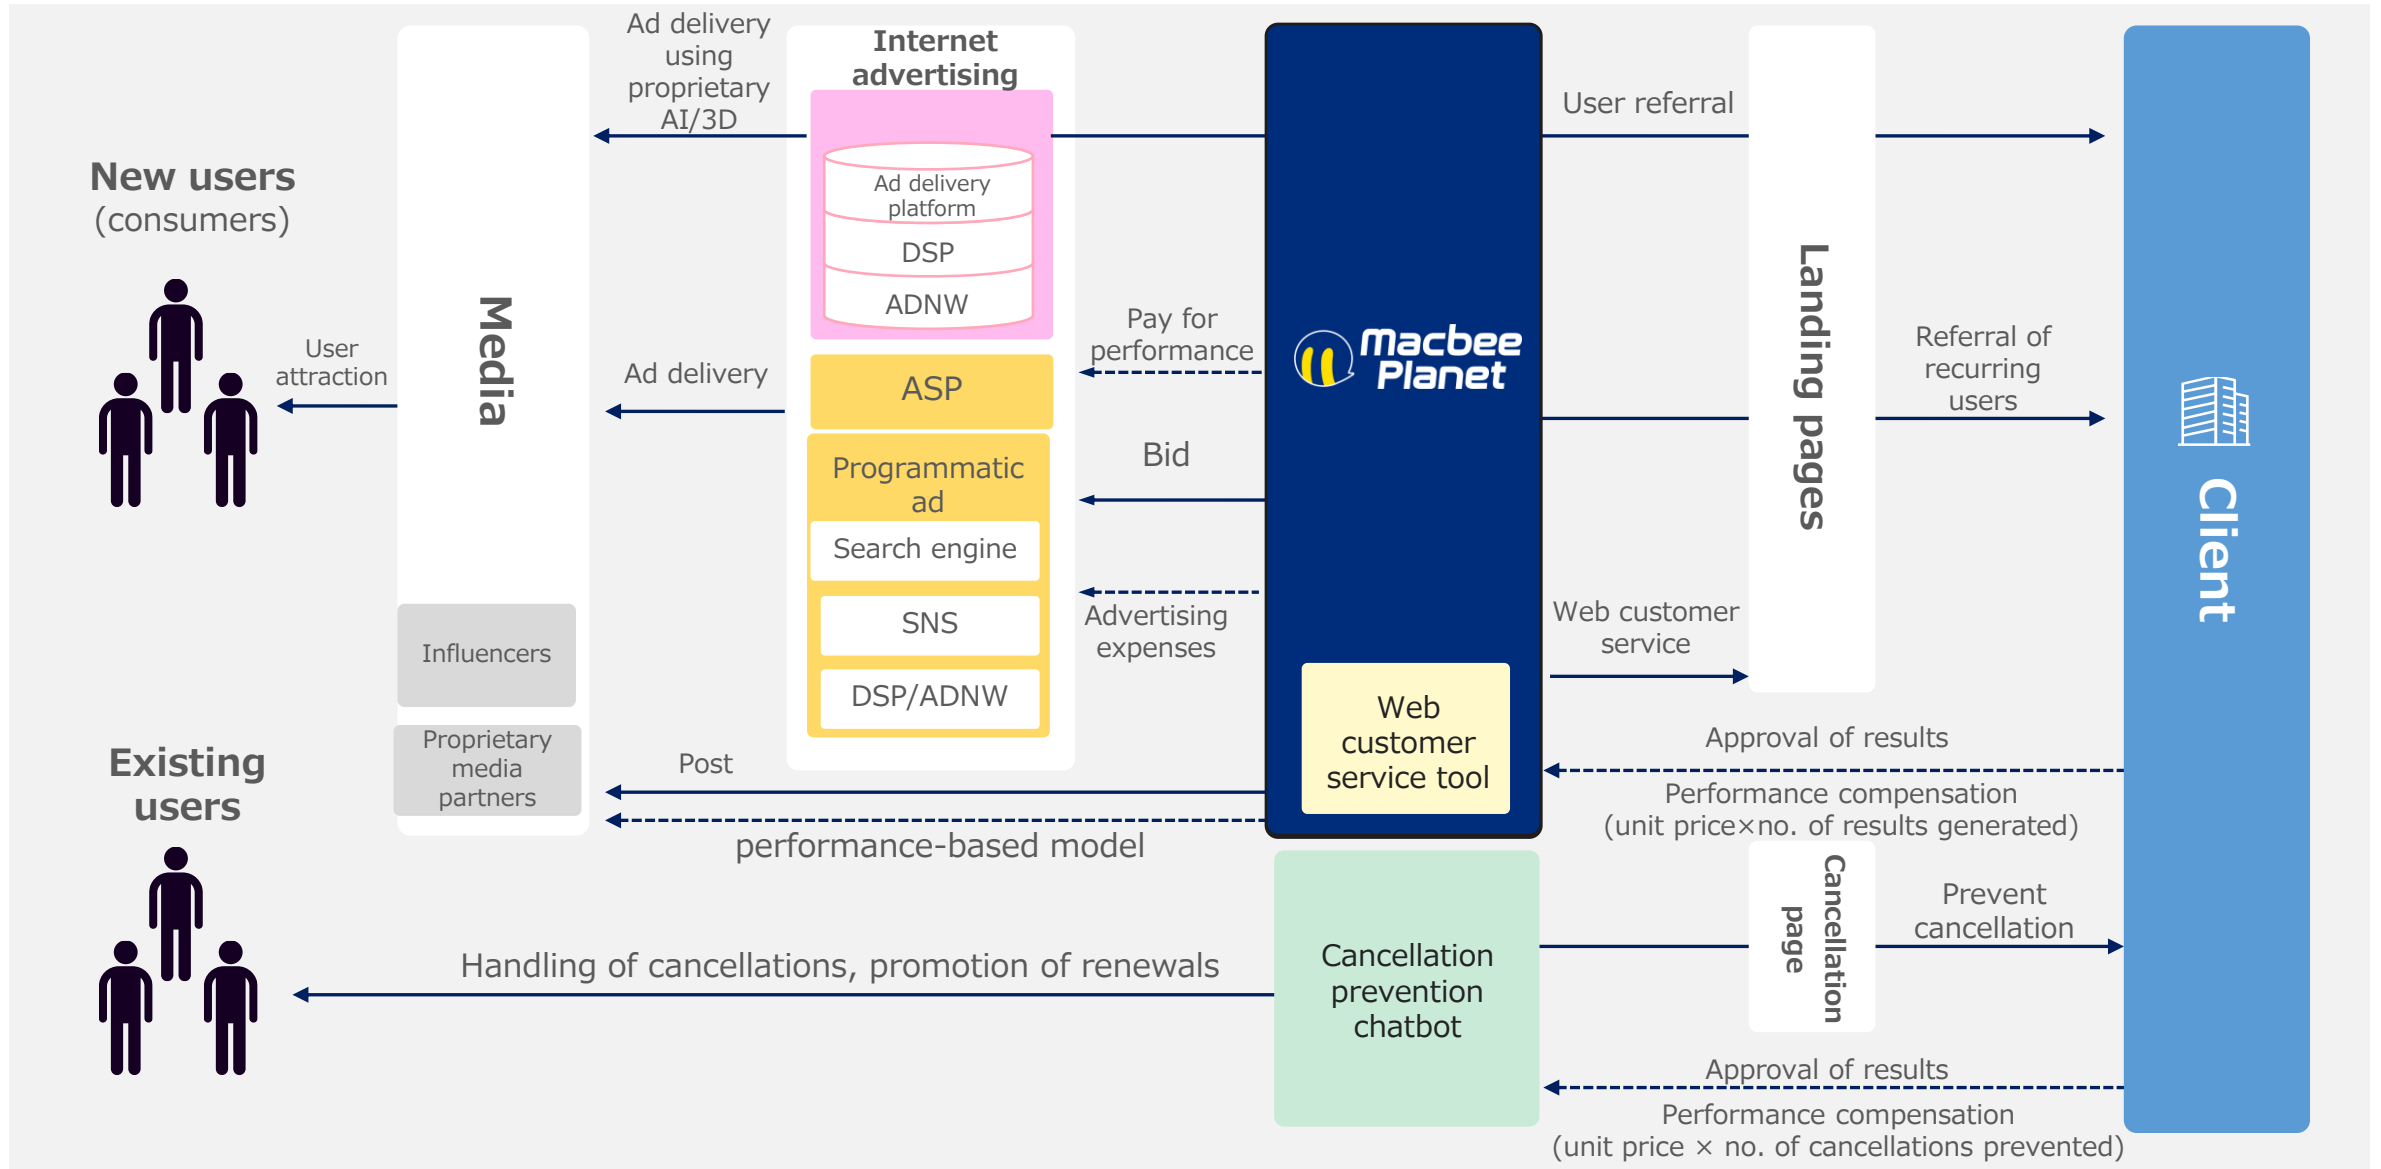 New users
(consumers)
User
attraction
Existing
users
Media
Influencers
Proprietary
media
partners
Ad delivery
using
proprietary
AI/3D
Ad delivery
Post
performance-based model
Handling of cancellations, promotion of renewals
Internet
advertising
Ad delivery
platform
DSP
ADNW
ASP
Programmatic
ad
Search engine
SNS
DSP/ADNW
Pay for
performance
Bid
Advertising
expenses
Macbee
Planet
Web
customer
service tool
Cancellation
prevention
chatbot
User referral
Landing pages
Referral of
recurring
users
Web customer
service
Approval of results
Performance compensation
(unit price×no. of results generated)
Cancellation
page
Prevent
cancellation
Approval of results
Performance compensation
(unit price × no. of cancellations prevented)
Client